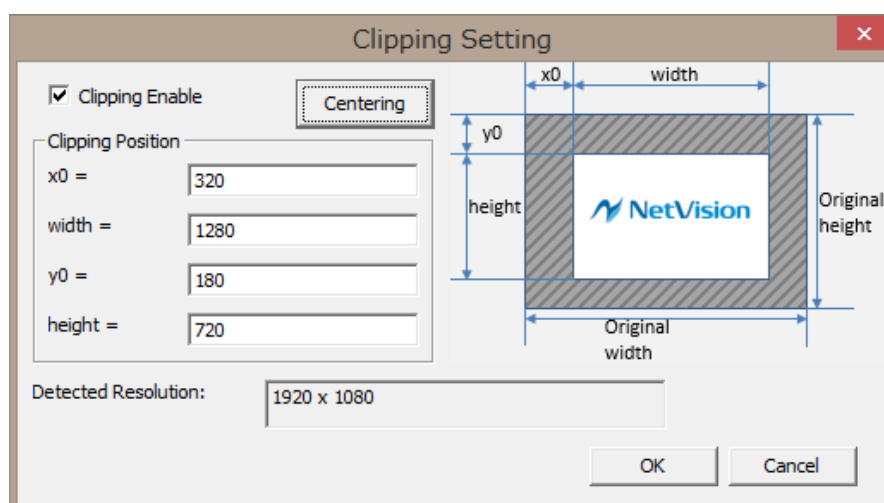 Clipping Setting
Clipping Enable
Centering
Clipping Position
x0 =
320
width =
1280
y0 =
180
height =
720
Detected Resolution:
1920 x 1080
x0
width
y0
height
NetVision
Original
height
Original
width
OK
Cancel